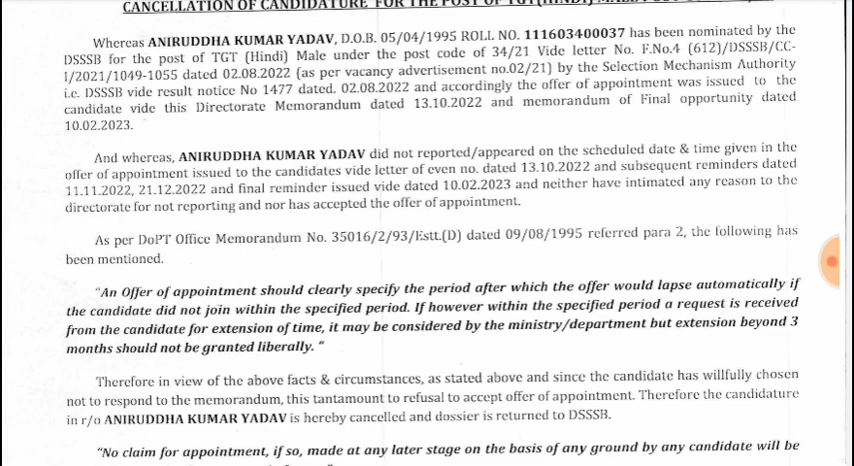 CANCELLATION OF CANDIDATURE FOR THE POST OF TGT(HINDI) MALE
Whereas ANIRUDDHA KUMAR YADAV, D.O.B. 05/04/1995 ROLL NO. 111603400037 has been nominated by the
DSSSB for the post of TGT (Hindi) Male under the post code of 34/21 Vide letter No. F.No.4 (612)/DSSSB/CC-
I/2021/1049-1055 dated 02.08.2022 (as per vacancy advertisement no.02/21) by the Selection Mechanism Authority
i.e. DSSSB vide result notice No 1477 dated. 02.08.2022 and accordingly the offer of appointment was issued to the
candidate vide this Directorate Memorandum dated 13.10.2022 and memorandum of Final opportunity dated
10.02.2023.
And whereas, ANIRUDDHA KUMAR YADAV did not reported/appeared on the scheduled date & time given in the
offer of appointment issued to the candidates vide letter of even no. dated 13.10.2022 and subsequent reminders dated
11.11.2022, 21.12.2022 and final reminder issued vide dated 10.02.2023 and neither have intimated any reason to the
directorate for not reporting and nor has accepted the offer of appointment.
As per DoPT Office Memorandum No. 35016/2/93/Estt.(D) dated 09/08/1995 referred para 2, the following has
been mentioned.
"An Offer of appointment should clearly specify the period after which the offer would lapse automatically if
the candidate did not join within the specified period. If however within the specified period a request is received
from the candidate for extension of time, it may be considered by the ministry/department but extension beyond 3
months should not be granted liberally. "
Therefore in view of the above facts & circumstances, as stated above and since the candidate has willfully chosen
not to respond to the memorandum, this tantamount to refusal to accept offer of appointment. Therefore the candidature
in r/o ANIRUDDHA KUMAR YADAV is hereby cancelled and dossier is returned to DSSSB.
"No claim for appointment, if so, made at any later stage on the basis of any ground by any candidate will be